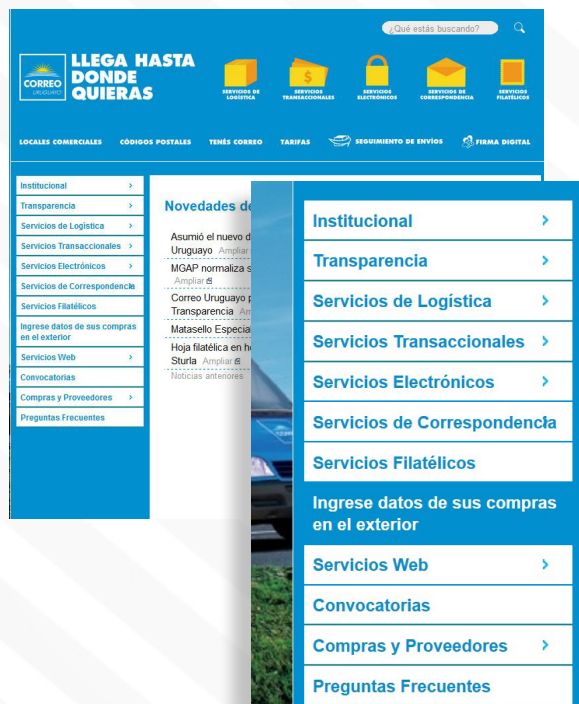 ¿Qué estás buscando?
CORREO
URUGUAYO
LLEGA HASTA
DONDE
QUIERAS
SERVICIOS DE
LOGÍSTICA
SERVICIOS
TRANSACCIONALES
SERVICIOS
ELECTRÓNICOS
SERVICIOS DE
CORRESPONDENCIA
SERVICIOS
FILATÉLICOS
LOCALES COMERCIALES CÓDIGOS POSTALES TENÉS CORREO TARIFAS SEGUIMIENTO DE ENVÍOS FIRMA DIGITAL
Institucional
Transparencia
Servicios de Logística
Servicios Transaccionales
Servicios Electrónicos
Servicios de Correspondencia
Servicios Filatélicos
Ingrese datos de sus compras
en el exterior
Servicios Web
Convocatorias
Compras y Proveedores
Preguntas Frecuentes
Novedades de
Asumió el nuevo d
Uruguayo Ampliar
MGAP normaliza s
Ampliar
Correo Uruguayo p
Transparencia Am
Matasello Especia
Hoja filatélica en h
Sturla Ampliar
Noticias anteriores
Institucional
Transparencia
Servicios de Logística
Servicios Transaccionales
Servicios Electrónicos
Servicios de Correspondencia
Servicios Filatélicos
Ingrese datos de sus compras
en el exterior
Servicios Web
Convocatorias
Compras y Proveedores
Preguntas Frecuentes